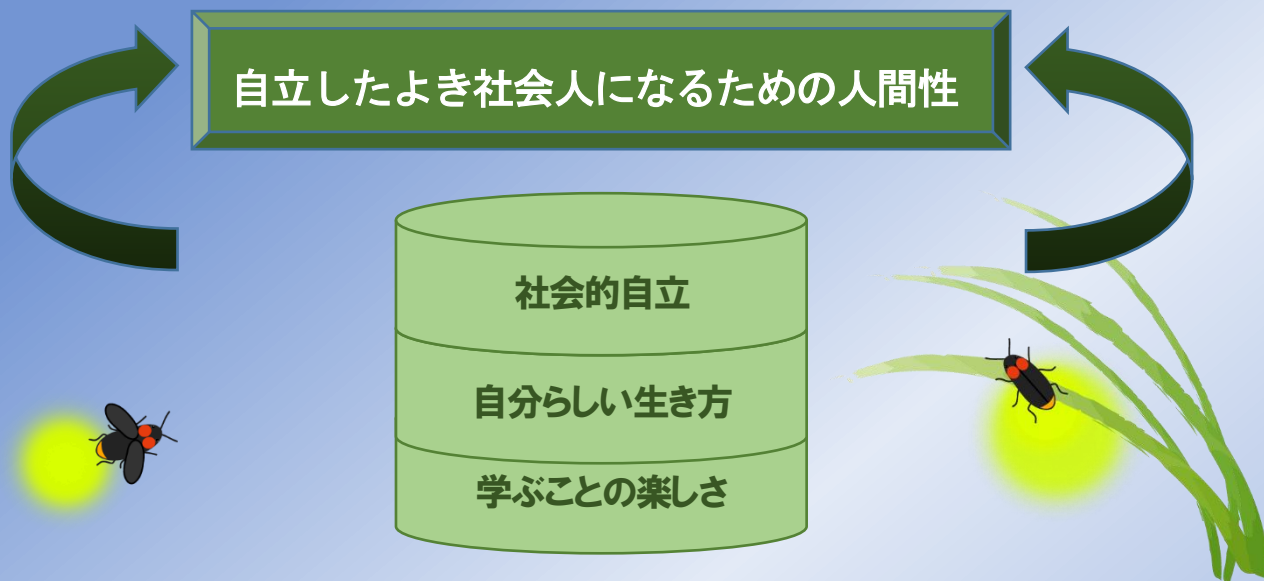 自立したよき社会人になるための人間性
社会的自立
自分らしい生き方
学ぶことの楽しさ